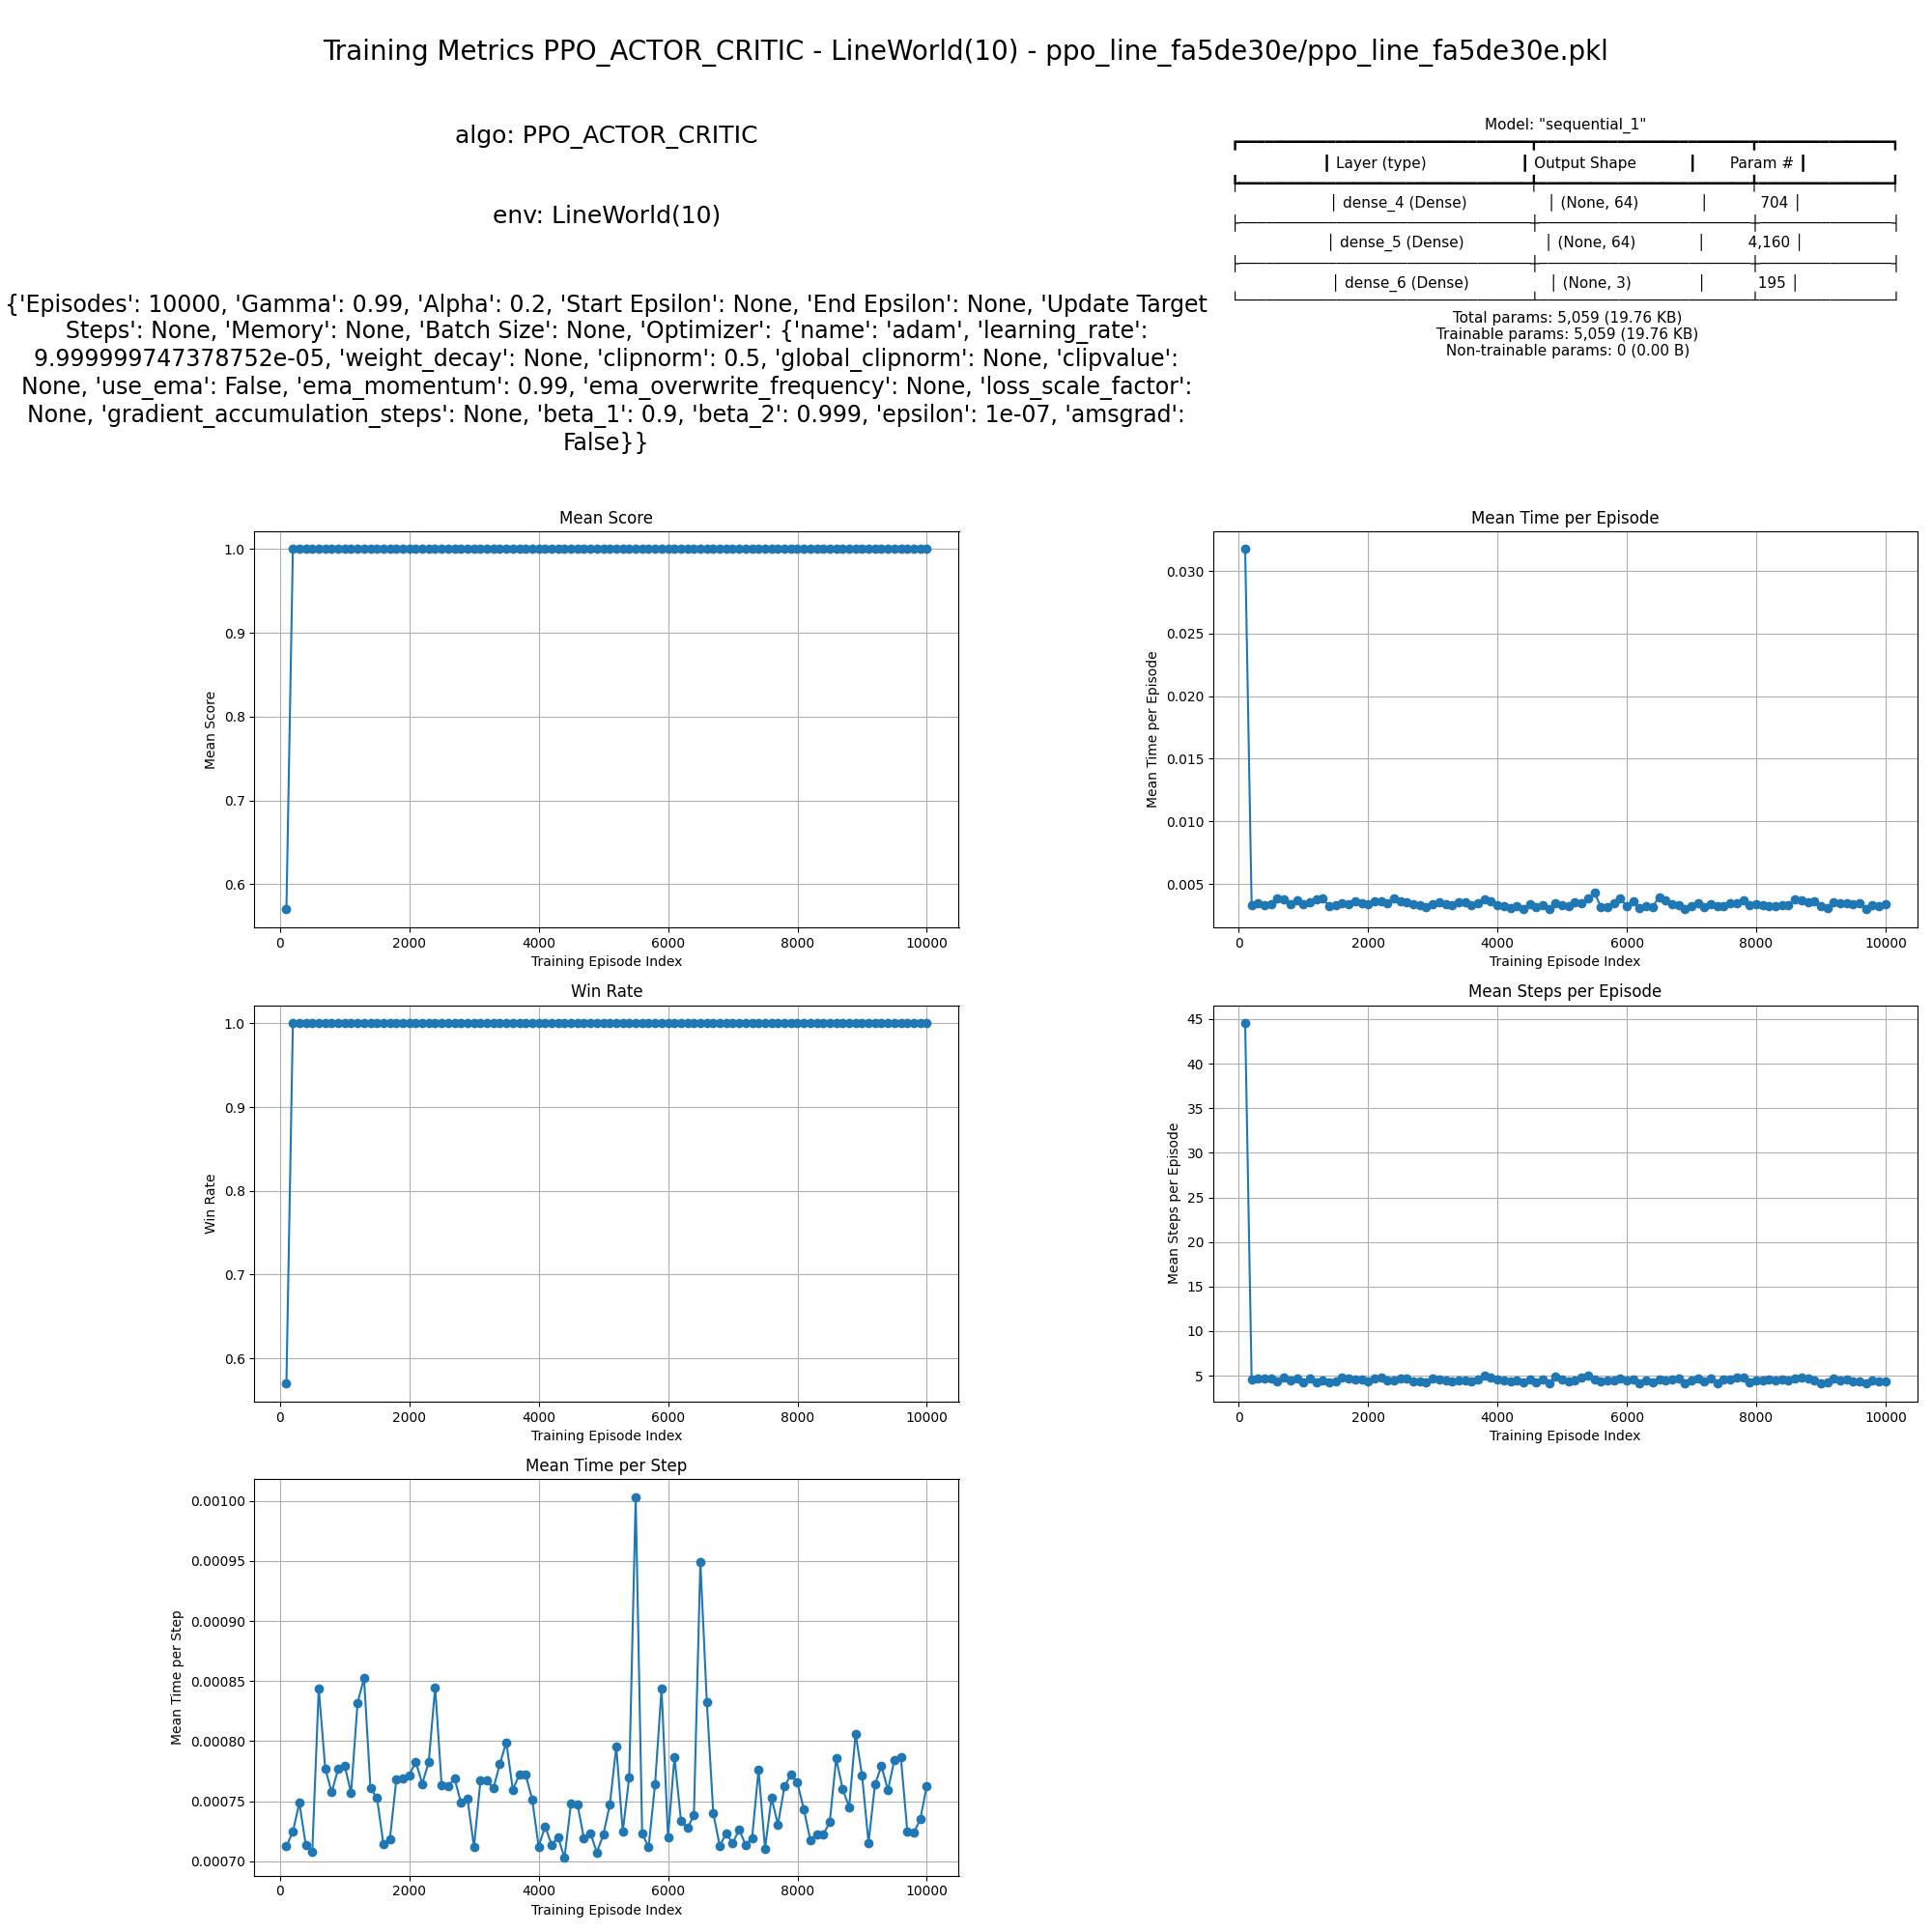 Training Metrics PPO_ACTOR_CRITIC - LineWorld(10) - ppo_line_fa5de30e/ppo_line_fa5de30e.pkl
algo: PPO_ACTOR_CRITIC
env: LineWorld(10)
{'Episodes': 10000, 'Gamma': 0.99, 'Alpha': 0.2, 'Start Epsilon': None, 'End Epsilon': None, 'Update Target
Steps': None, 'Memory': None, 'Batch Size': None, 'Optimizer': {'name': 'adam', 'learning_rate':
9.999999747378752e-05, 'weight_decay': None, 'clipnorm': 0.5, 'global_clipnorm': None, 'clipvalue':
None, 'use_ema': False, 'ema_momentum': 0.99, 'ema_overwrite_frequency': None, 'loss_scale_factor':
None, 'gradient_accumulation_steps': None, 'beta_1': 0.9, 'beta_2': 0.999, 'epsilon': 1e-07, 'amsgrad':
False}}
Model: "sequential_1"
Layer (type) Output Shape Param #
dense_4 (Dense) (None, 64) 704
dense_5 (Dense) (None, 64) 4,160
dense_6 (Dense) (None, 3) 195
Total params: 5,059 (19.76 KB)
Trainable params: 5,059 (19.76 KB)
Non-trainable params: 0 (0.00 B)
Mean Score
Mean Score
1.0
0.9
0.8
0.7
0.6
0 2000 4000 6000 8000 10000
Training Episode Index
Mean Time per Episode
Mean Time per Episode
0.030
0.025
0.020
0.015
0.010
0.005
0 2000 4000 6000 8000 10000
Training Episode Index
Win Rate
Win Rate
1.0
0.9
0.8
0.7
0.6
0 2000 4000 6000 8000 10000
Training Episode Index
Mean Steps per Episode
Mean Steps per Episode
45
40
35
30
25
20
15
10
5
0 2000 4000 6000 8000 10000
Training Episode Index
Mean Time per Step
Mean Time per Step
0.00100
0.00095
0.00090
0.00085
0.00080
0.00075
0.00070
0 2000 4000 6000 8000 10000
Training Episode Index